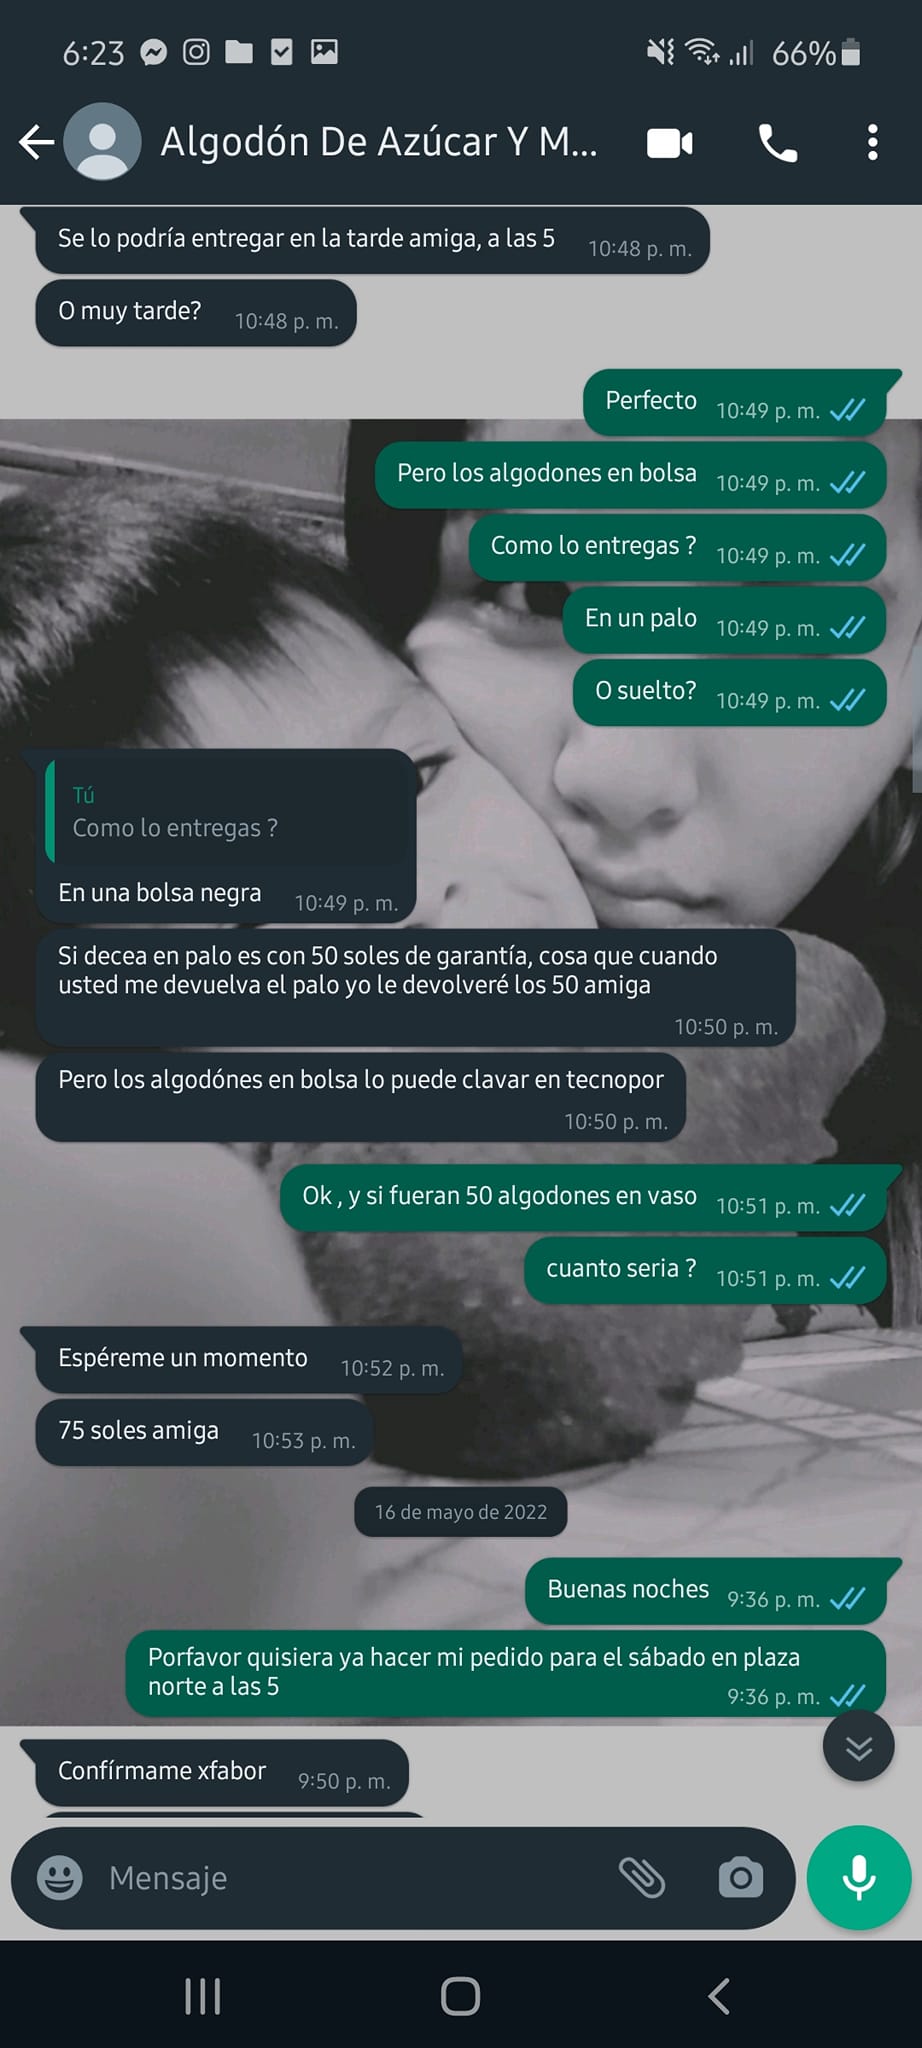 6:23
66%
Algodón De Azúcar Y M...
Se lo podría entregar en la tarde amiga, a las 5
10:48 p. m.
O muy tarde?
10:48 p. m.
Perfecto
10:49 p. m.
Pero los algodones en bolsa
10:49 p. m.
Como lo entregas ?
10:49 p. m.
En un palo
10:49 p. m.
O suelto?
10:49 p. m.
Tú
Como lo entregas ?
En una bolsa negra
10:49 p. m.
Si decea en palo es con 50 soles de garantía, cosa que cuando
usted me devuelva el palo yo le devolveré los 50 amiga
10:50 p. m.
Pero los algodónes en bolsa lo puede clavar en tecnopor
10:50 p. m.
Ok , y si fueran 50 algodones en vaso
10:51 p. m.
cuanto seria ?
10:51 p. m.
Espéreme un momento
10:52 p. m.
75 soles amiga
10:53 p. m.
16 de mayo de 2022
Buenas noches
9:36 p. m.
Porfavor quisiera ya hacer mi pedido para el sábado en plaza
norte a las 5
9:36 p. m.
Confírmame xfabor
9:50 p. m.
Mensaje